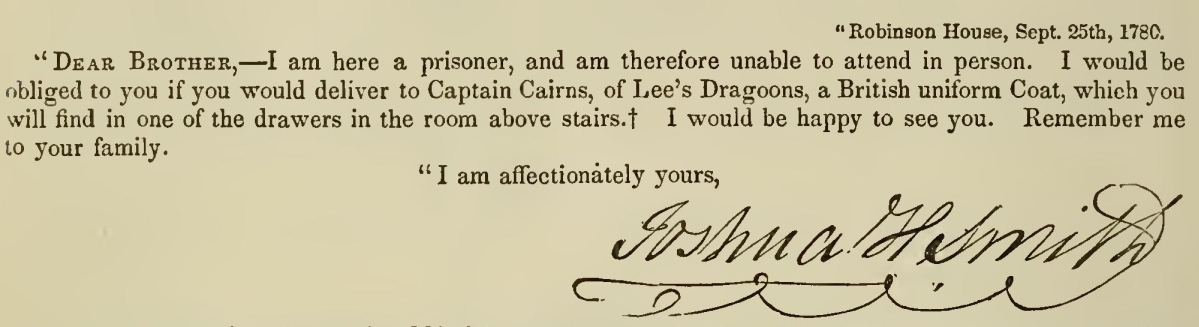 "Robinson House, Sept. 25th, 1780.
"DEAR BROTHER,—I am here a prisoner, and am therefore unable to attend in person. I would be
obliged to you if you would deliver to Captain Cairns, of Lee's Dragoons, a British uniform Coat, which you
will find in one of the drawers in the room above stairs.† I would be happy to see you. Remember me
to your family.
"I am affectionately yours,
Joshua H Smith